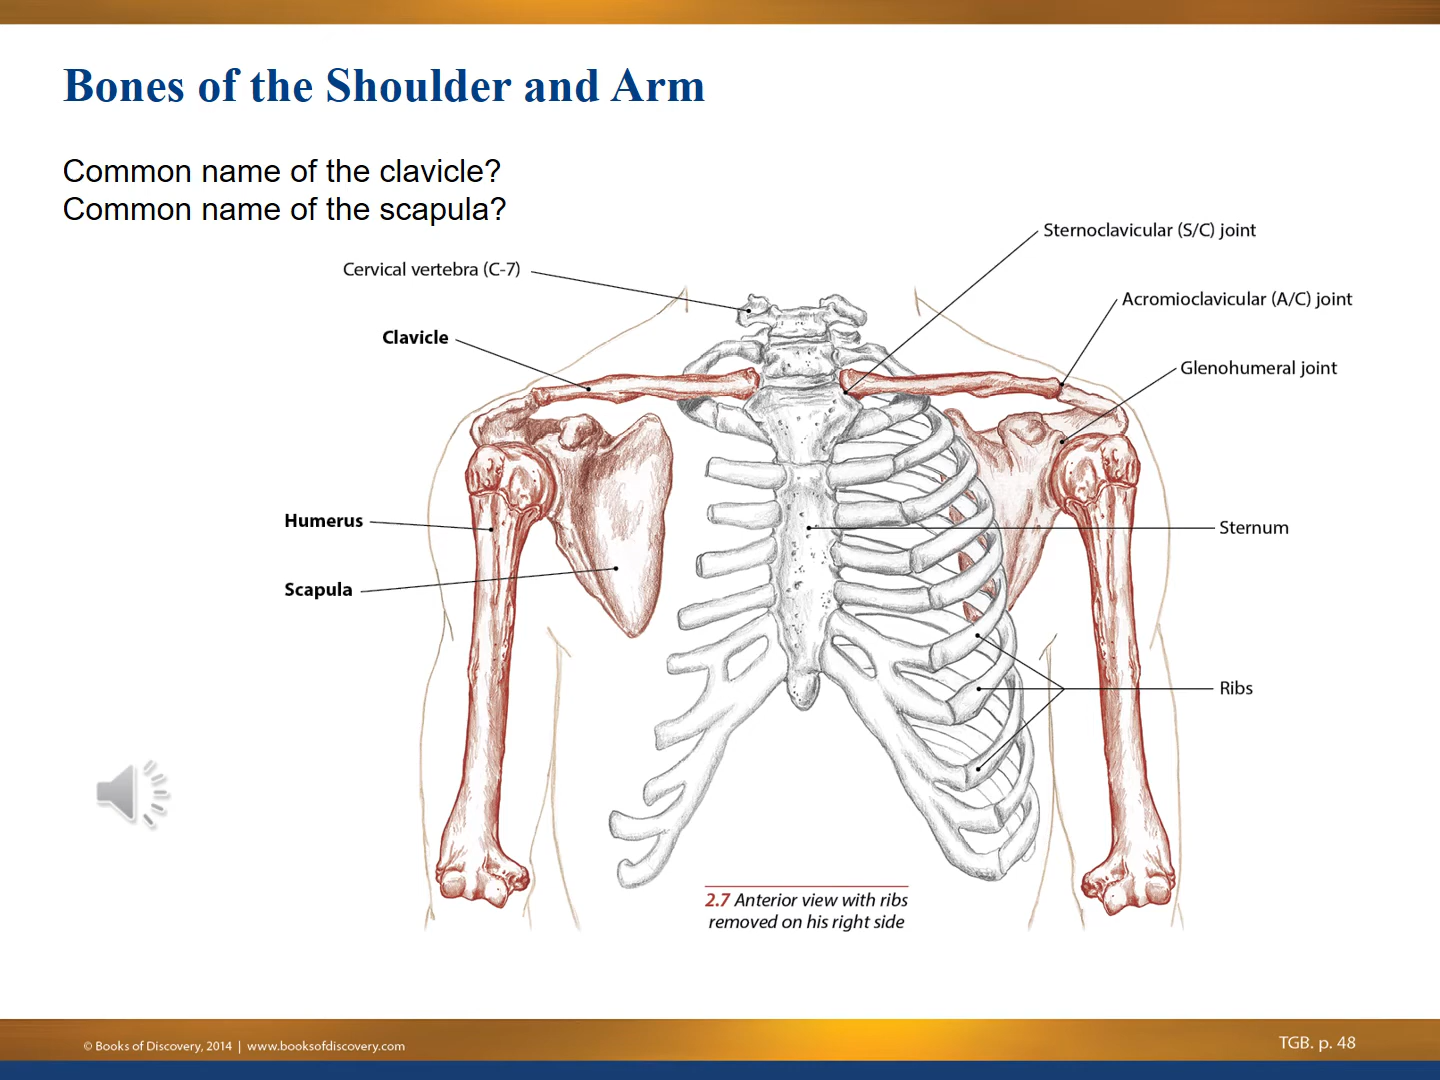 Bones of the Shoulder and Arm
Common name of the clavicle?
Common name of the scapula?
Sternoclavicular (S/C) joint
Cervical vertebra (C-7)
Acromioclavicular (A/C) joint
Clavicle
Glenohumeral joint
Humerus
Sternum
Scapula
Ribs
2.7 Anterior view with ribs
removed on his right side
© Books of Discovery, 2014 | www.booksofdiscovery.com
TGB. p. 48